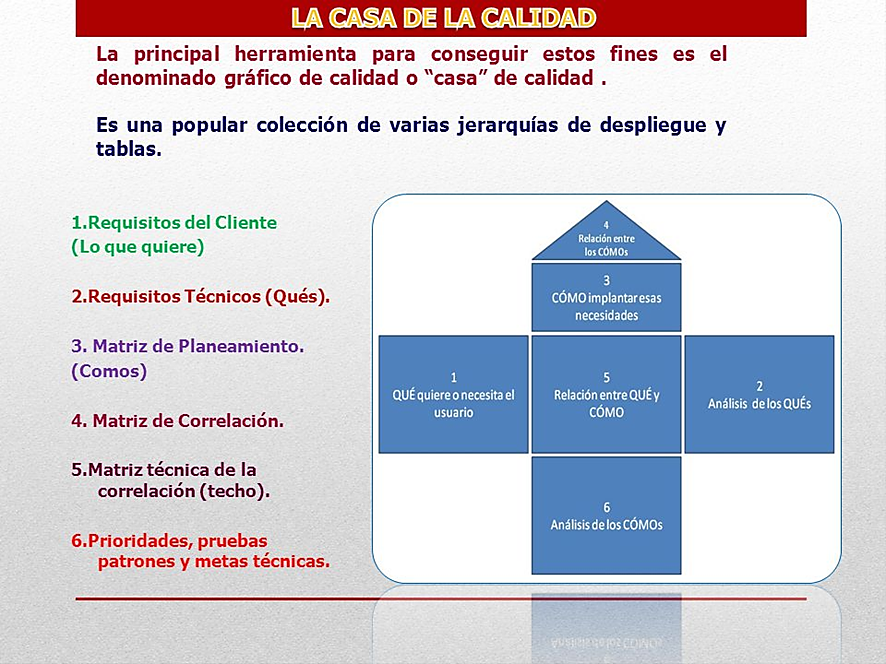 LA CASA DE LA CALIDAD
La principal herramienta para conseguir estos fines es el
denominado gráfico de calidad o “casa” de calidad .
Es una popular colección de varias jerarquías de despliegue y
tablas.
1.Requisitos del Cliente
(Lo que quiere)
2.Requisitos Técnicos (Qués).
3. Matriz de Planeamiento.
(Comos)
4. Matriz de Correlación.
5.Matriz técnica de la
correlación (techo).
6.Prioridades, pruebas
patrones y metas técnicas.
4
Relación entre
los CÓMOs
3
CÓMO implantar esas
necesidades
1
QUÉ quiere o necesita el
usuario
5
Relación entre QUÉ y
CÓMO
2
Análisis de los QUÉs
6
Análisis de los CÓMOs